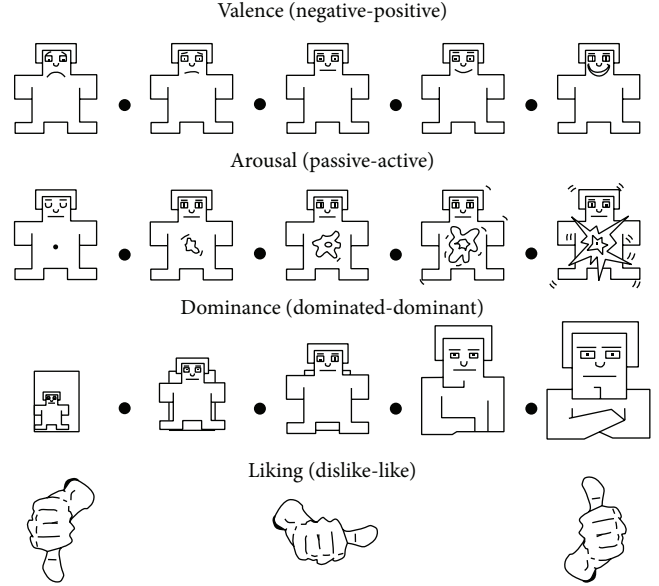 Valence (negative-positive)
Arousal (passive-active)
Dominance (dominated-dominant)
Liking (dislike-like)